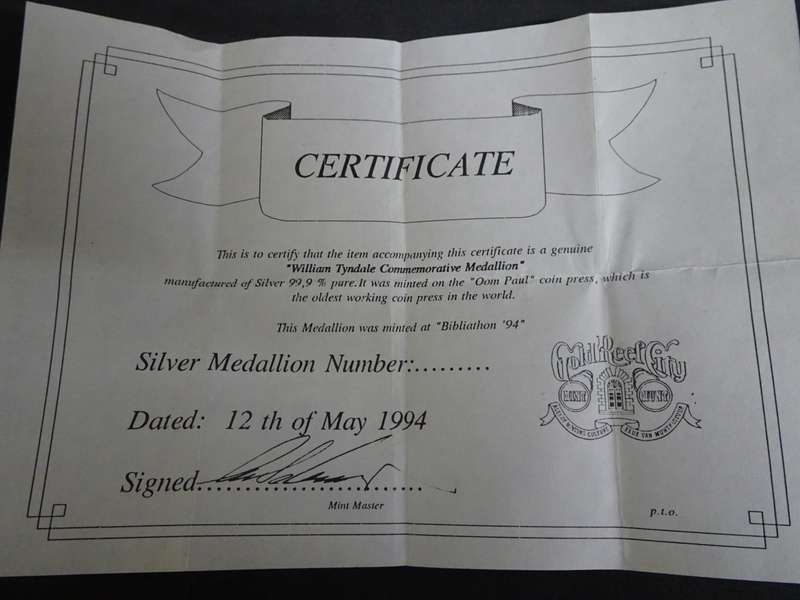 CERTIFICATE
This is to certify that the item accompanying this certificate is a genuine
"William Tyndale Commemorative Medallion"
manufactured of Silver 99,9 % pure.It was minted on the "Oom Paul" coin press, which is
the oldest working coin press in the world.
This Medallion was minted at "Bibliathon '94"
Silver Medallion Number:.........
Gold Reef City
MINT MUNT
Dated: 12 th of May 1994
Signed
Mint Master
p.t.o.